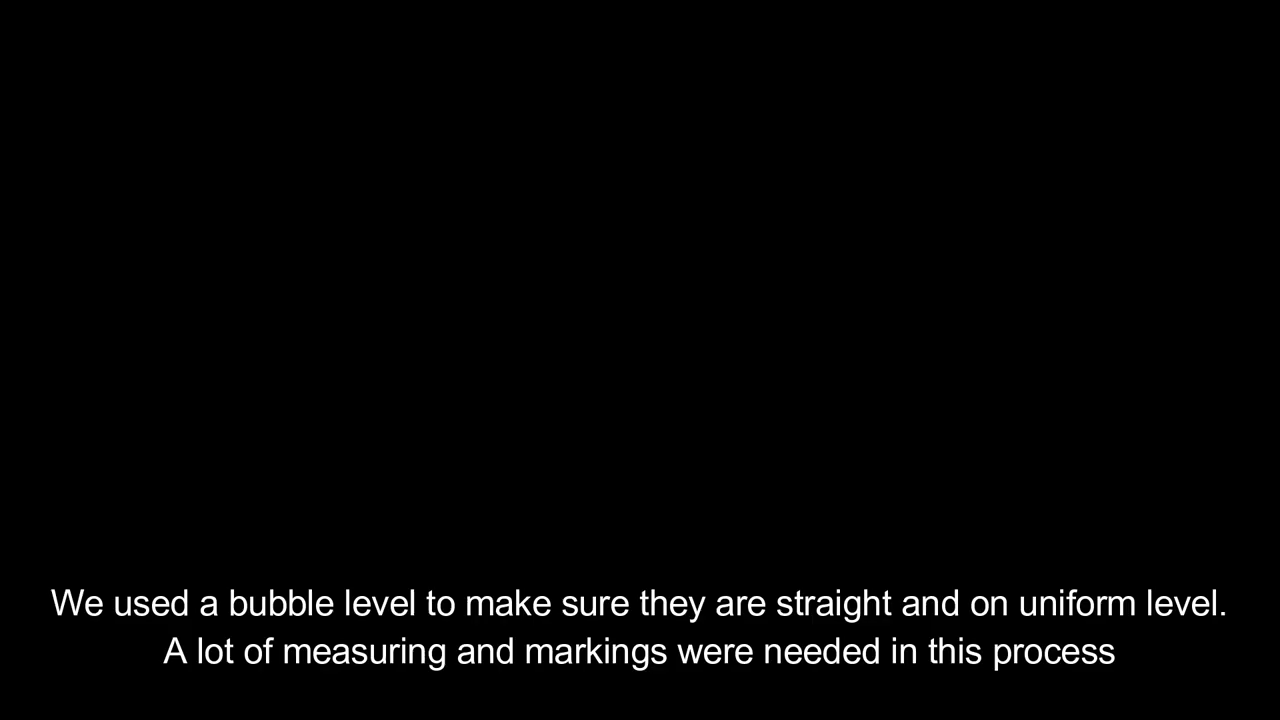 We used a bubble level to make sure they are straight and on uniform level.
A lot of measuring and markings were needed in this process